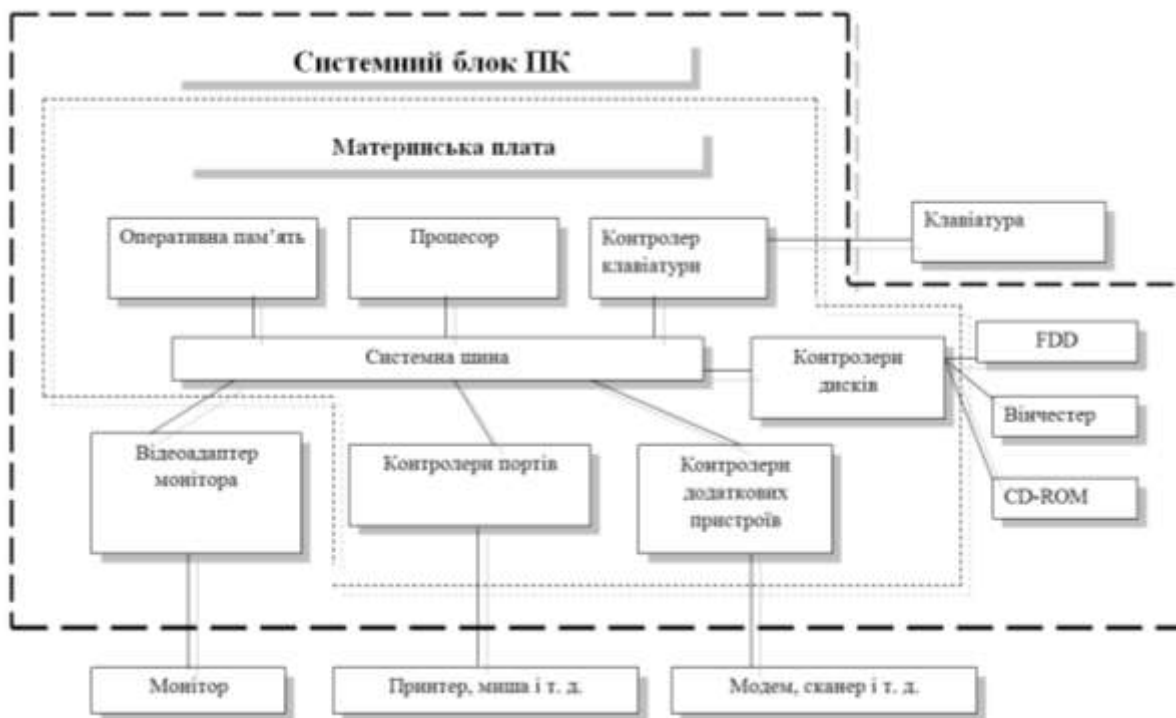 Системний блок ПК
Материнська плата
Оперативна пам’ять
Процесор
Контролер
клавіатури
Клавіатура
Системна шина
Контролери
дисків
FDD
Вінчестер
CD-ROM
Відеоадаптер
монітора
Контролери портів
Контролери
додаткових
пристроїв
Монітор
Принтер, миша і т. д.
Модем, сканер і т. д.